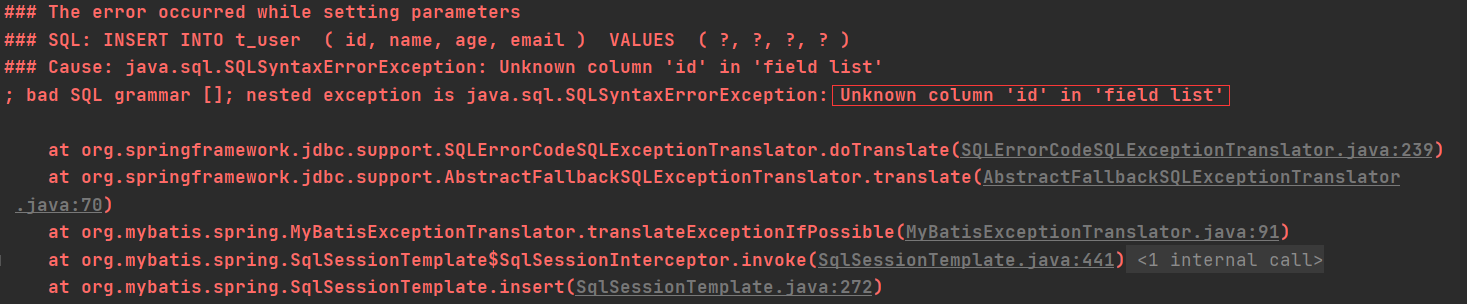 ### The error occurred while setting parameters
### SQL: INSERT INTO t_user  ( id, name, age, email )  VALUES  ( ?, ?, ?, ? )
### Cause: java.sql.SQLSyntaxErrorException: Unknown column 'id' in 'field list'
; bad SQL grammar []; nested exception is java.sql.SQLSyntaxErrorException: Unknown column 'id' in 'field list'
at org.springframework.jdbc.support.SQLErrorCodeSQLExceptionTranslator.doTranslate(SQLErrorCodeSQLExceptionTranslator.java:239)
at org.springframework.jdbc.support.AbstractFallbackSQLExceptionTranslator.translate(AbstractFallbackSQLExceptionTranslator
.java:70)
at org.mybatis.spring.MyBatisExceptionTranslator.translateExceptionIfPossible(MyBatisExceptionTranslator.java:91)
at org.mybatis.spring.SqlSessionTemplate$SqlSessionInterceptor.invoke(SqlSessionTemplate.java:441) <1 internal call>
at org.mybatis.spring.SqlSessionTemplate.insert(SqlSessionTemplate.java:272)